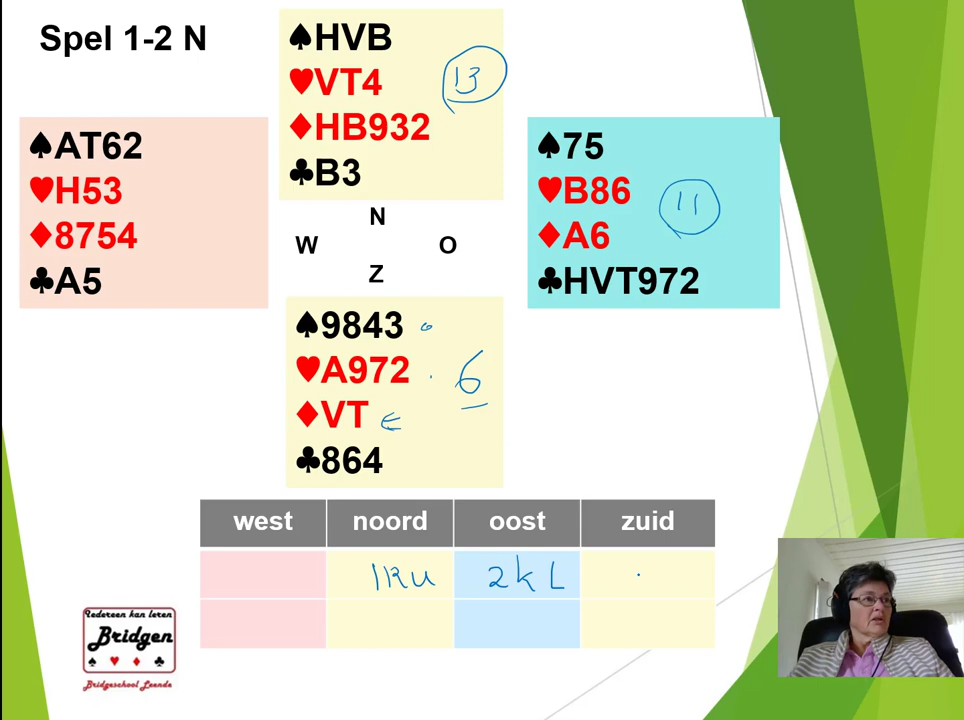 Spel 1-2 N
♠HVB
♥VT4
♦HB932
♣B3
13
♠AT62
♥H53
♦8754
♣A5
N
W O
Z
♠75
♥B86
♦A6
♣HVT972
11
♠9843
♥A972
♦VT
♣864
6
west noord oost zuid
1RU 2KL
Iedereen kan leren
Bridgen
♠ ♥ ♦ ♣
Bridgeschool Leende